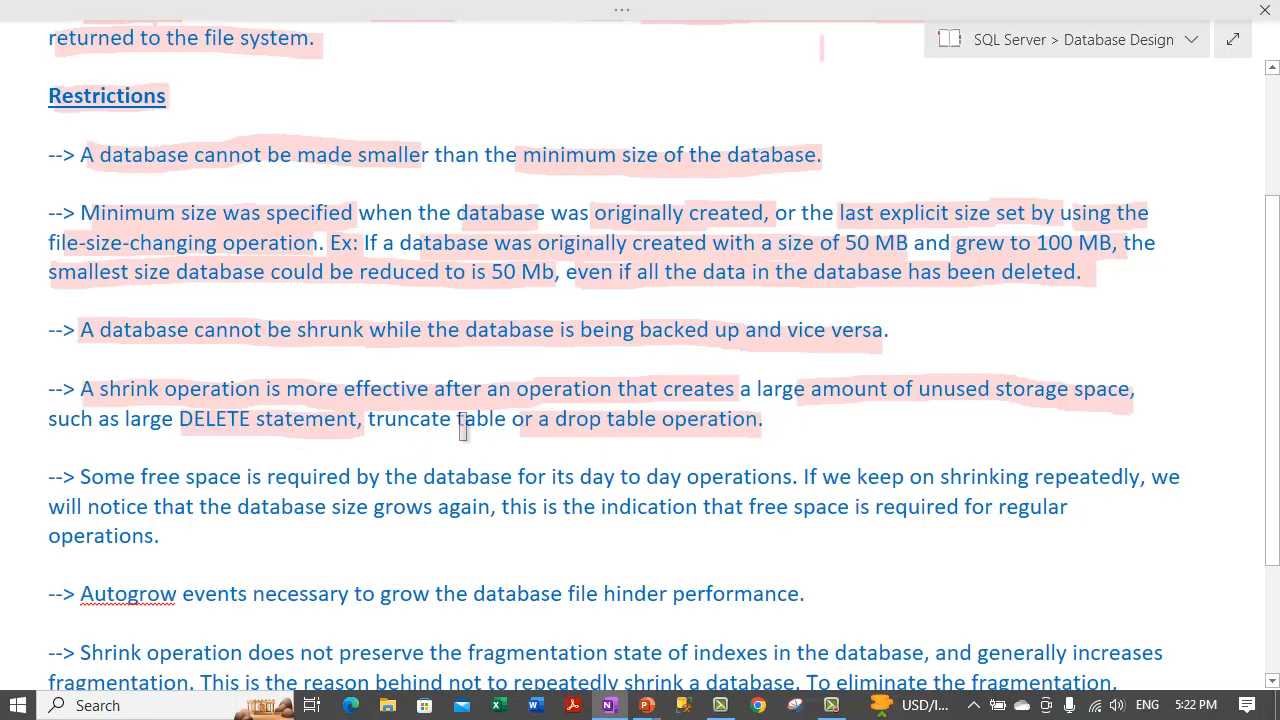 returned to the file system.
SQL Server > Database Design
Restrictions
--> A database cannot be made smaller than the minimum size of the database.
--> Minimum size was specified when the database was originally created, or the last explicit size set by using the
file-size-changing operation. Ex: If a database was originally created with a size of 50 MB and grew to 100 MB, the
smallest size database could be reduced to is 50 Mb, even if all the data in the database has been deleted.
--> A database cannot be shrunk while the database is being backed up and vice versa.
--> A shrink operation is more effective after an operation that creates a large amount of unused storage space,
such as large DELETE statement, truncate table or a drop table operation.
--> Some free space is required by the database for its day to day operations. If we keep on shrinking repeatedly, we
will notice that the database size grows again, this is the indication that free space is required for regular
operations.
--> Autogrow events necessary to grow the database file hinder performance.
--> Shrink operation does not preserve the fragmentation state of indexes in the database, and generally increases
fragmentation. This is the reason behind not to repeatedly shrink a database. To eliminate the fragmentation,
Search
USD/I...
ENG
5:22 PM